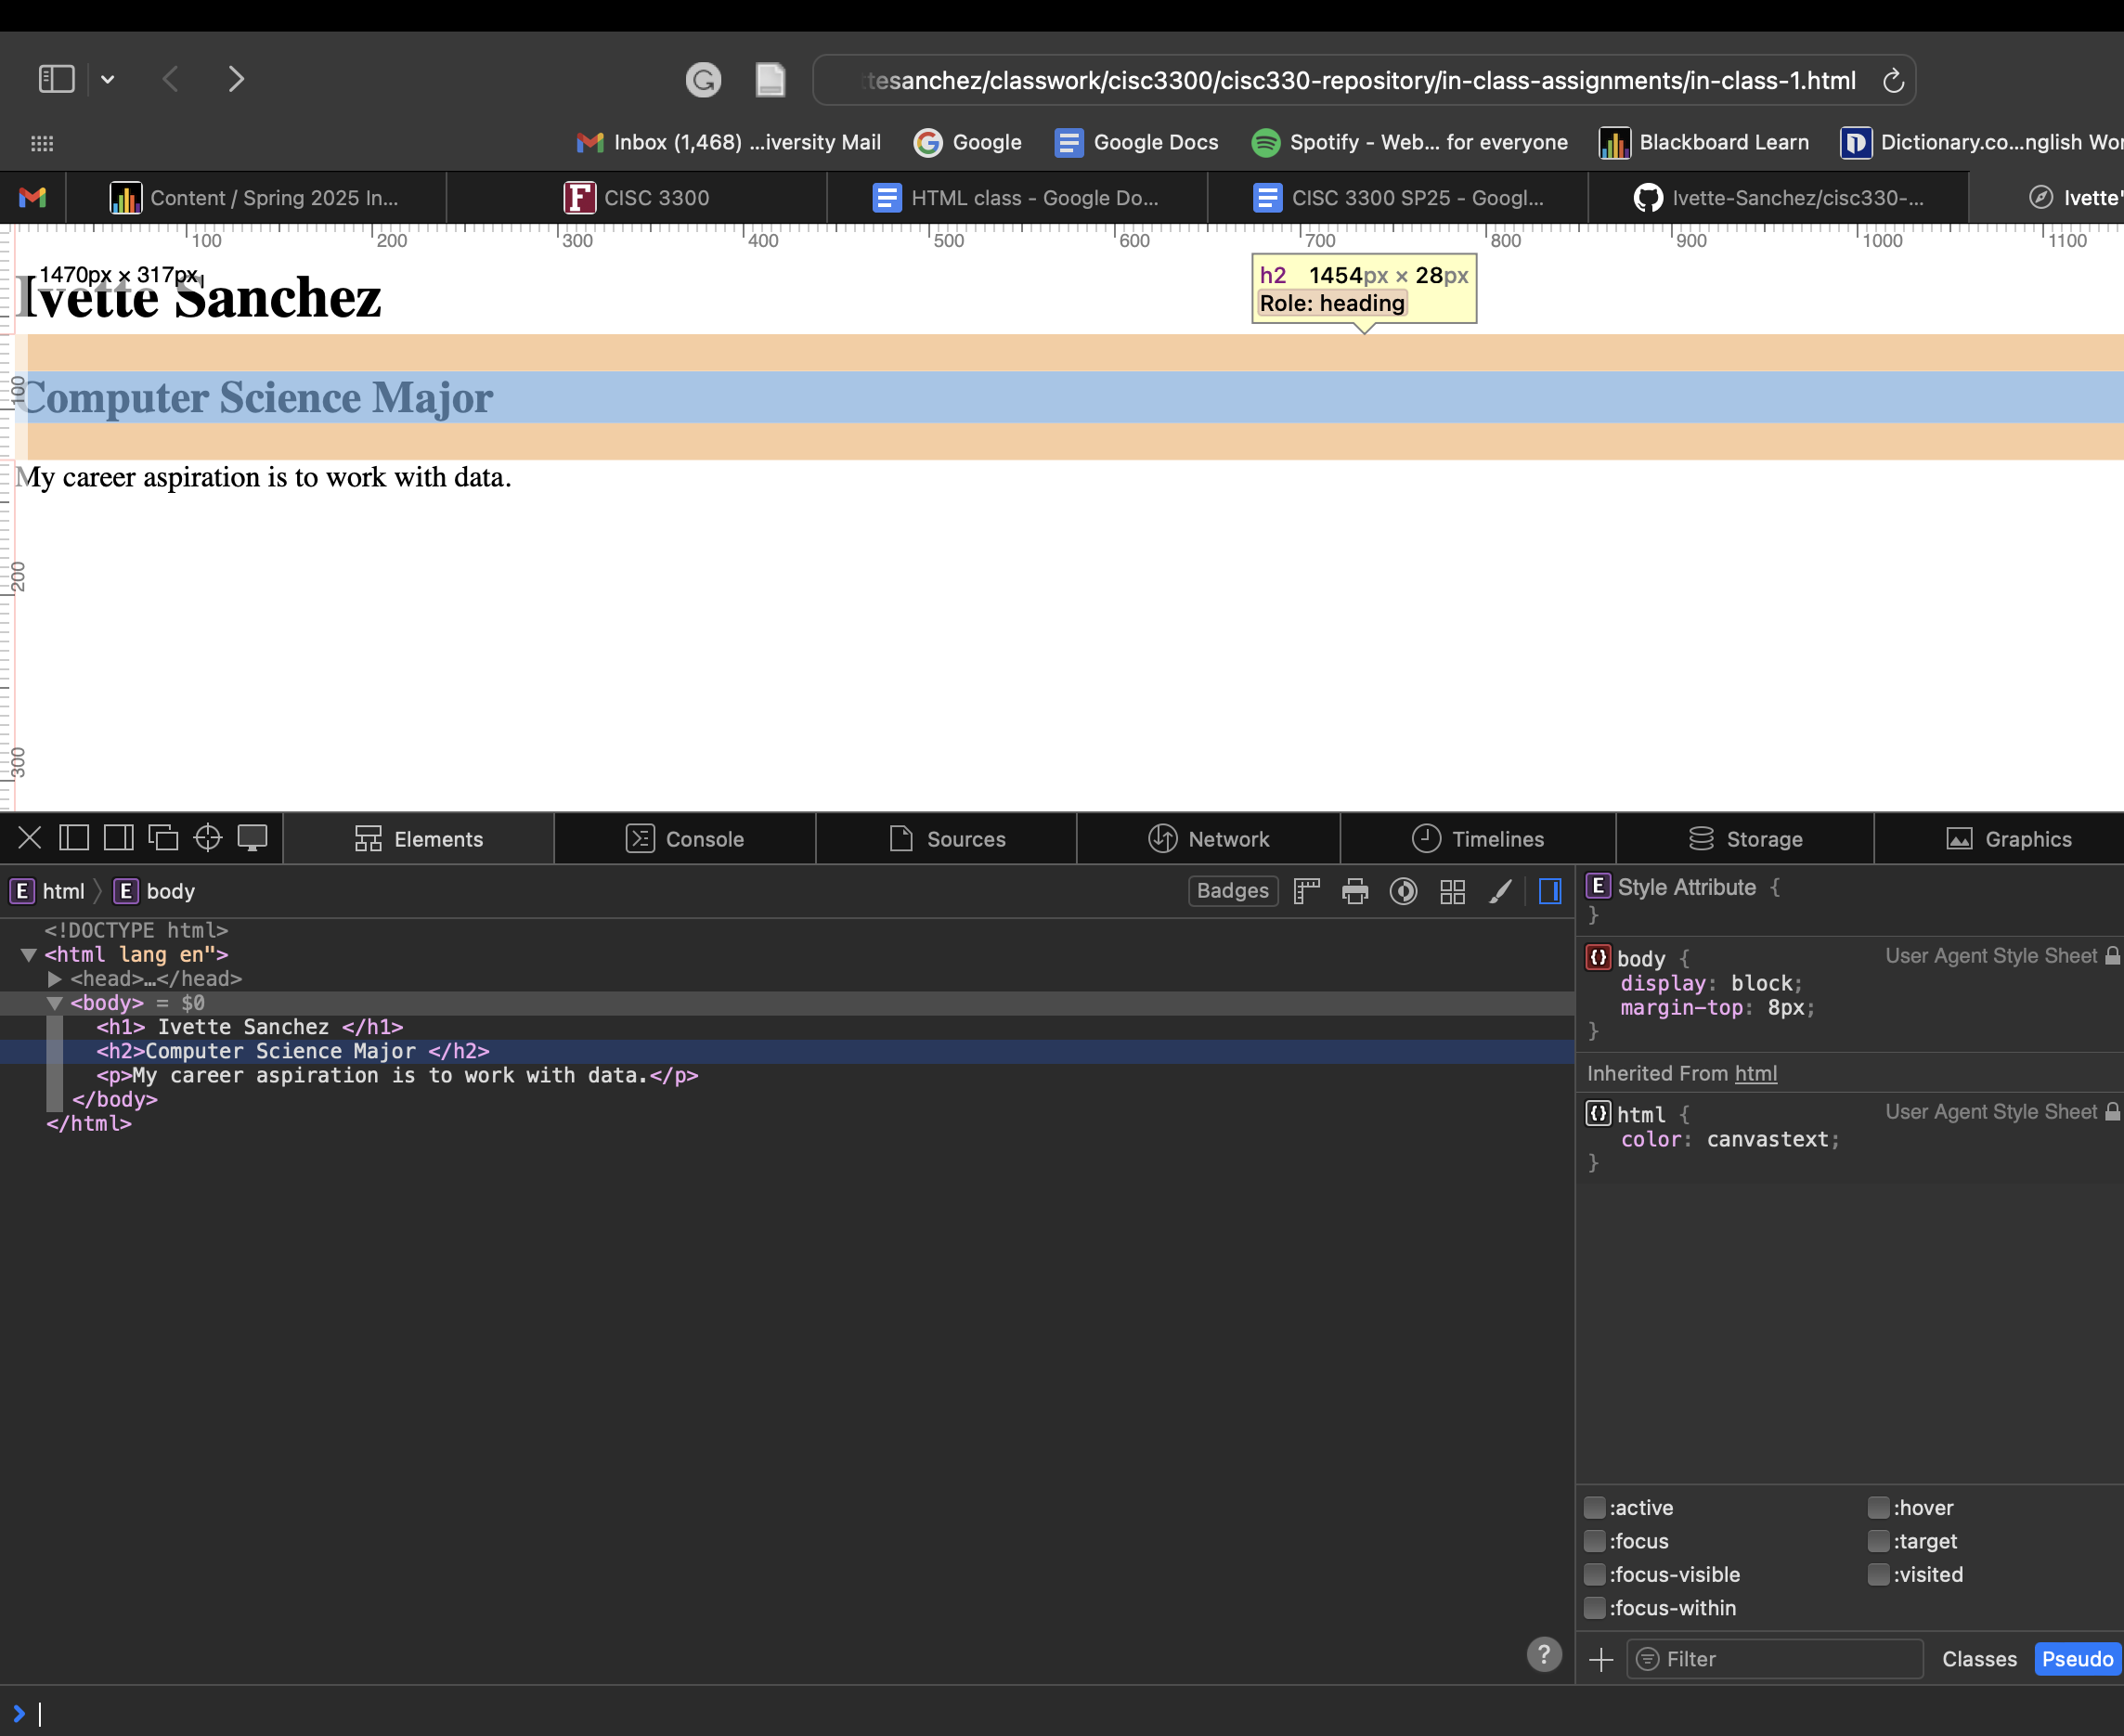 ttesanchez/classwork/cisc3300/cisc330-repository/in-class-assignments/in-class-1.html
Inbox (1,468) ...iversity Mail Google Google Docs Spotify - Web... for everyone Blackboard Learn Dictionary.co...nglish Wor
Content / Spring 2025 In... CISC 3300 HTML class - Google Do... CISC 3300 SP25 - Googl... Ivette-Sanchez/cisc330-... Ivette'
100 200 300 400 500 600 700 800 900 1000 1100
1470px × 317px
h2 1454px × 28px
Role: heading
Ivette Sanchez
100
Computer Science Major
My career aspiration is to work with data.
200
300
Elements Console Sources Network Timelines Storage Graphics
E html E body Badges
E Style Attribute {
}
<!DOCTYPE html>
<html lang en">
<head>…</head>
<body> = $0
<h1> Ivette Sanchez </h1>
<h2>Computer Science Major </h2>
<p>My career aspiration is to work with data.</p>
</body>
</html>
{} body { User Agent Style Sheet
display: block;
margin-top: 8px;
}
Inherited From html
{} html { User Agent Style Sheet
color: canvastext;
}
:active :hover
:focus :target
:focus-visible :visited
:focus-within
? Filter Classes Pseudo